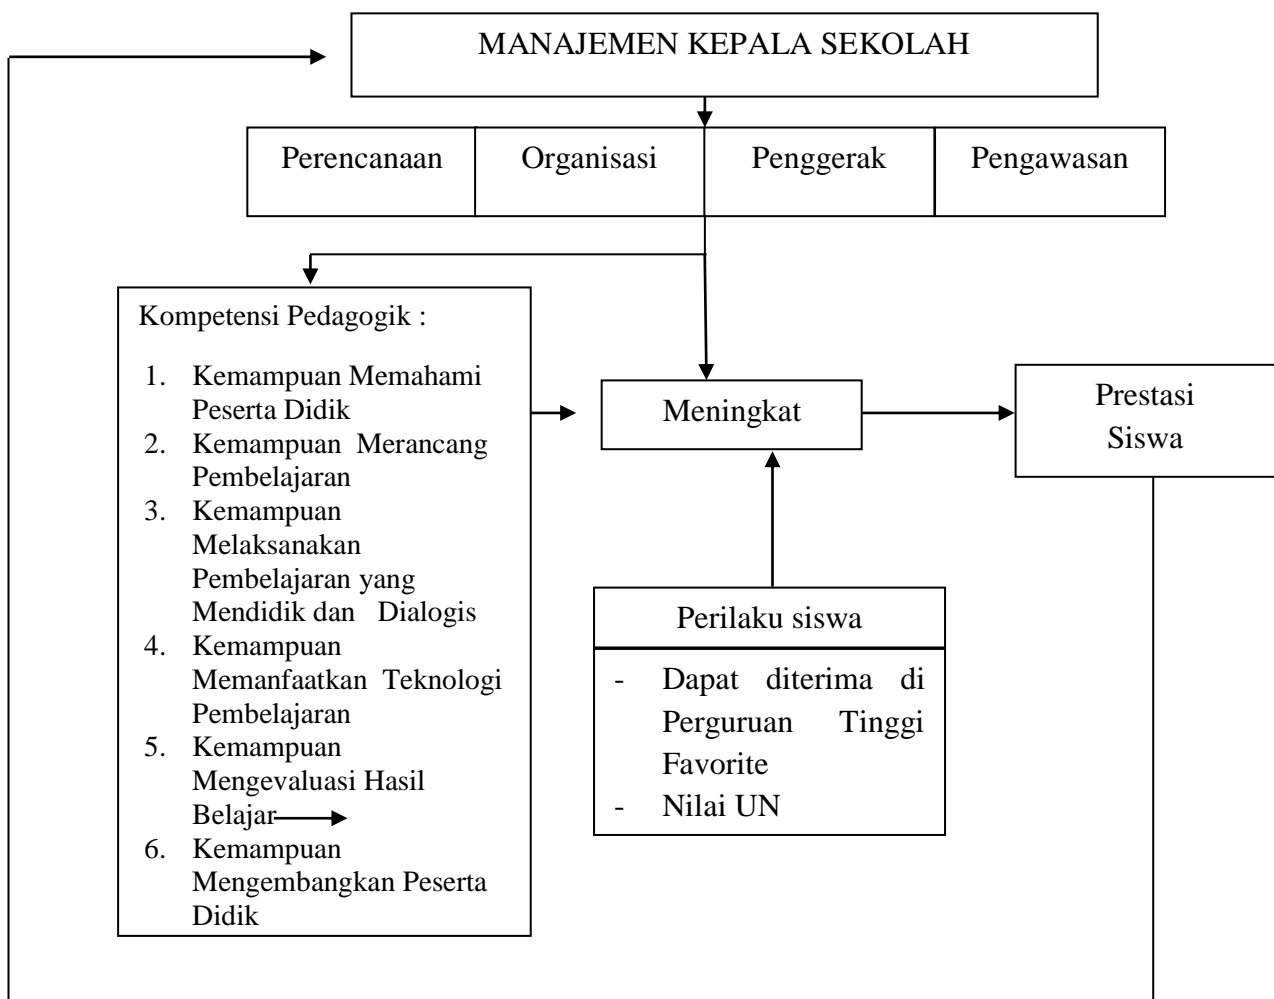 MANAJEMEN KEPALA SEKOLAH
Perencanaan
Organisasi
Penggerak
Pengawasan
Kompetensi Pedagogik :
1. Kemampuan Memahami
Peserta Didik
2. Kemampuan Merancang
Pembelajaran
3. Kemampuan
Melaksanakan
Pembelajaran yang
Mendidik dan Dialogis
4. Kemampuan
Memanfaatkan Teknologi
Pembelajaran
5. Kemampuan
Mengevaluasi Hasil
Belajar
6. Kemampuan
Mengembangkan Peserta
Didik
Meningkat
Prestasi
Siswa
Perilaku siswa
- Dapat diterima di
Perguruan Tinggi
Favorite
- Nilai UN